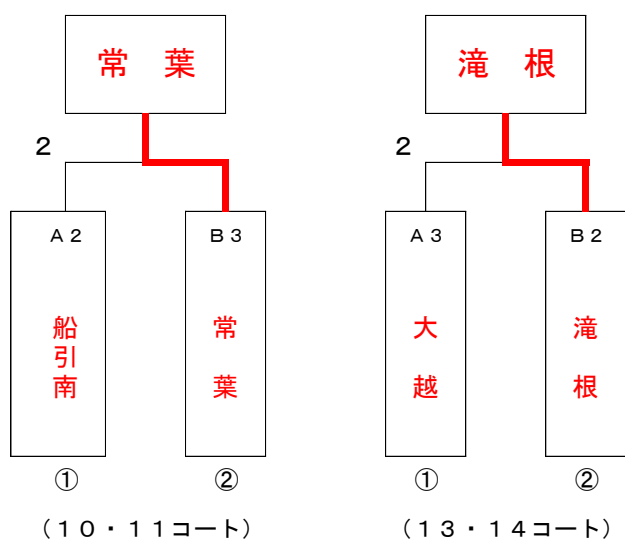 常　葉
滝　根
2
2
A2
B3
A3
B2
船引南
常　葉
大　越
滝　根
①
②
①
②
（１０・１１コート）
（１３・１４コート）